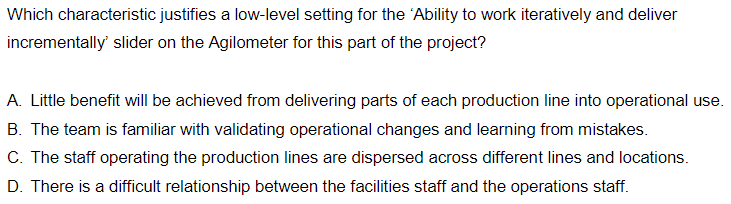 Which characteristic justifies a low-level setting for the ‘Ability to work iteratively and deliver
incrementally’ slider on the Agilometer for this part of the project?
A. Little benefit will be achieved from delivering parts of each production line into operational use.
B. The team is familiar with validating operational changes and learning from mistakes.
C. The staff operating the production lines are dispersed across different lines and locations.
D. There is a difficult relationship between the facilities staff and the operations staff.